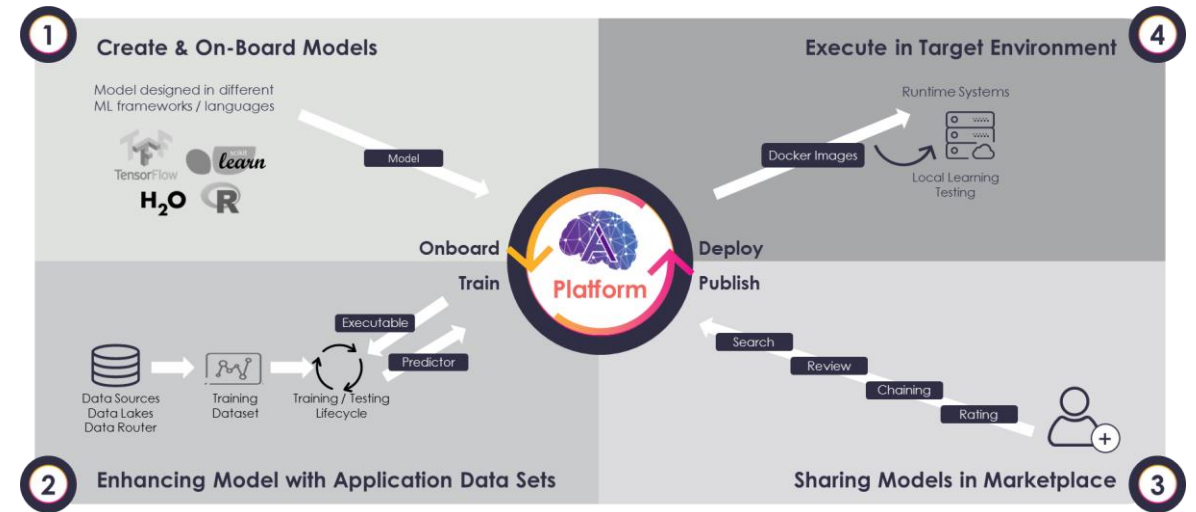 1
Create & On-Board Models
Model designed in different
ML frameworks / languages
TensorFlow
scikit
learn
H2O
R
Model
4
Execute in Target Environment
Runtime Systems
Docker Images
Local Learning
Testing
Onboard
Train
A
Platform
Deploy
Publish
Executable
Predictor
Data Sources
Data Lakes
Data Router
Training
Dataset
Training / Testing
Lifecycle
2
Enhancing Model with Application Data Sets
Search
Review
Chaining
Rating
Sharing Models in Marketplace
3